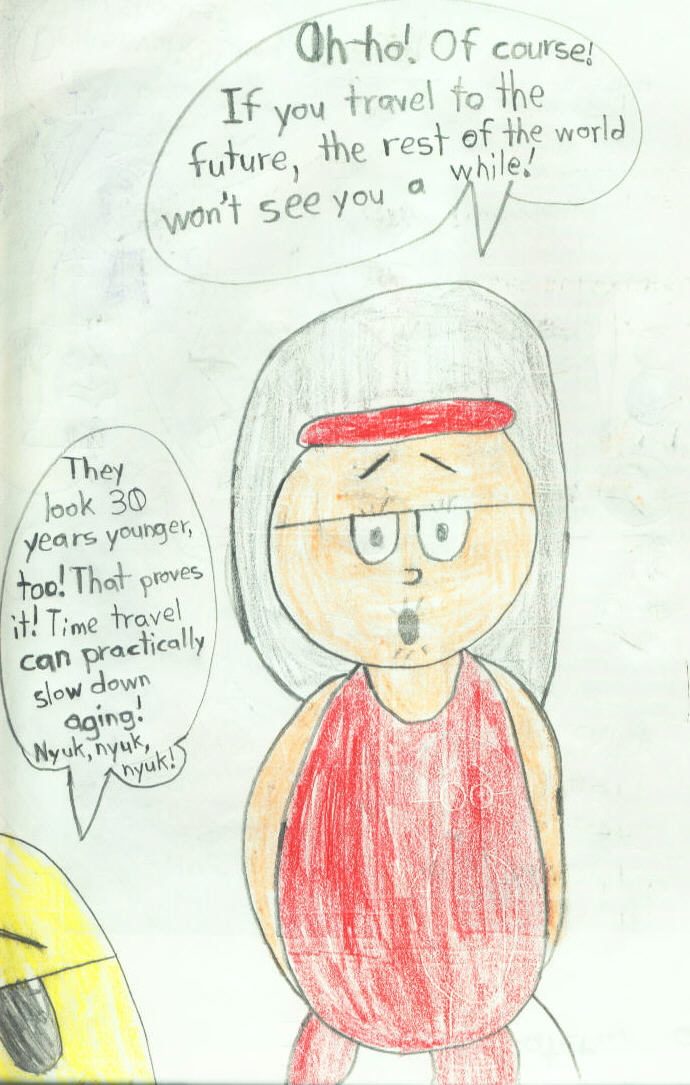 Oh-ho! Of course!
If you travel to the
future, the rest of the world
won't see you a while!
They
look 30
years younger,
too! That proves
it! Time travel
can practically
slow down
aging!
Nyuk, nyuk,
nyuk!